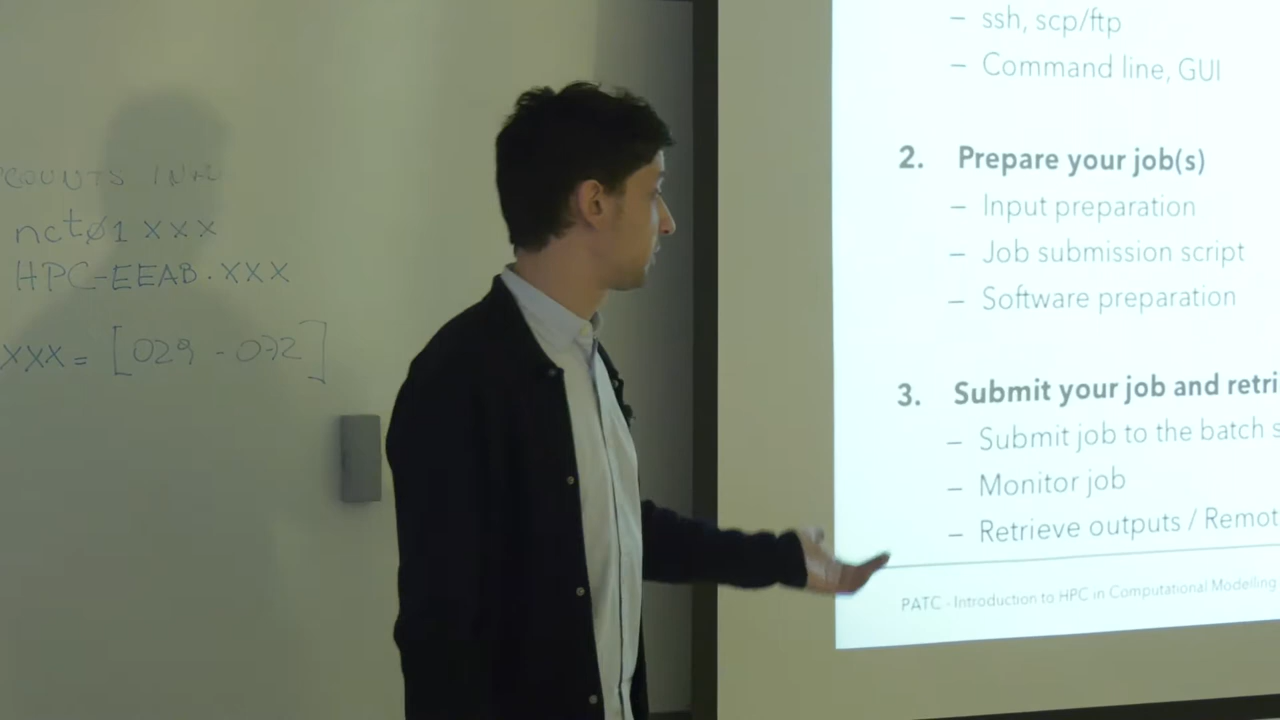 COUNTS INFO
nctø1 XXX
HPC-EEAB.XXX
XXX = [029 - 072]
– ssh, scp/ftp
– Command line, GUI
2. Prepare your job(s)
– Input preparation
– Job submission script
– Software preparation
3. Submit your job and retri
– Submit job to the batch s
– Monitor job
– Retrieve outputs / Remot
PATC - Introduction to HPC in Computational Modelling